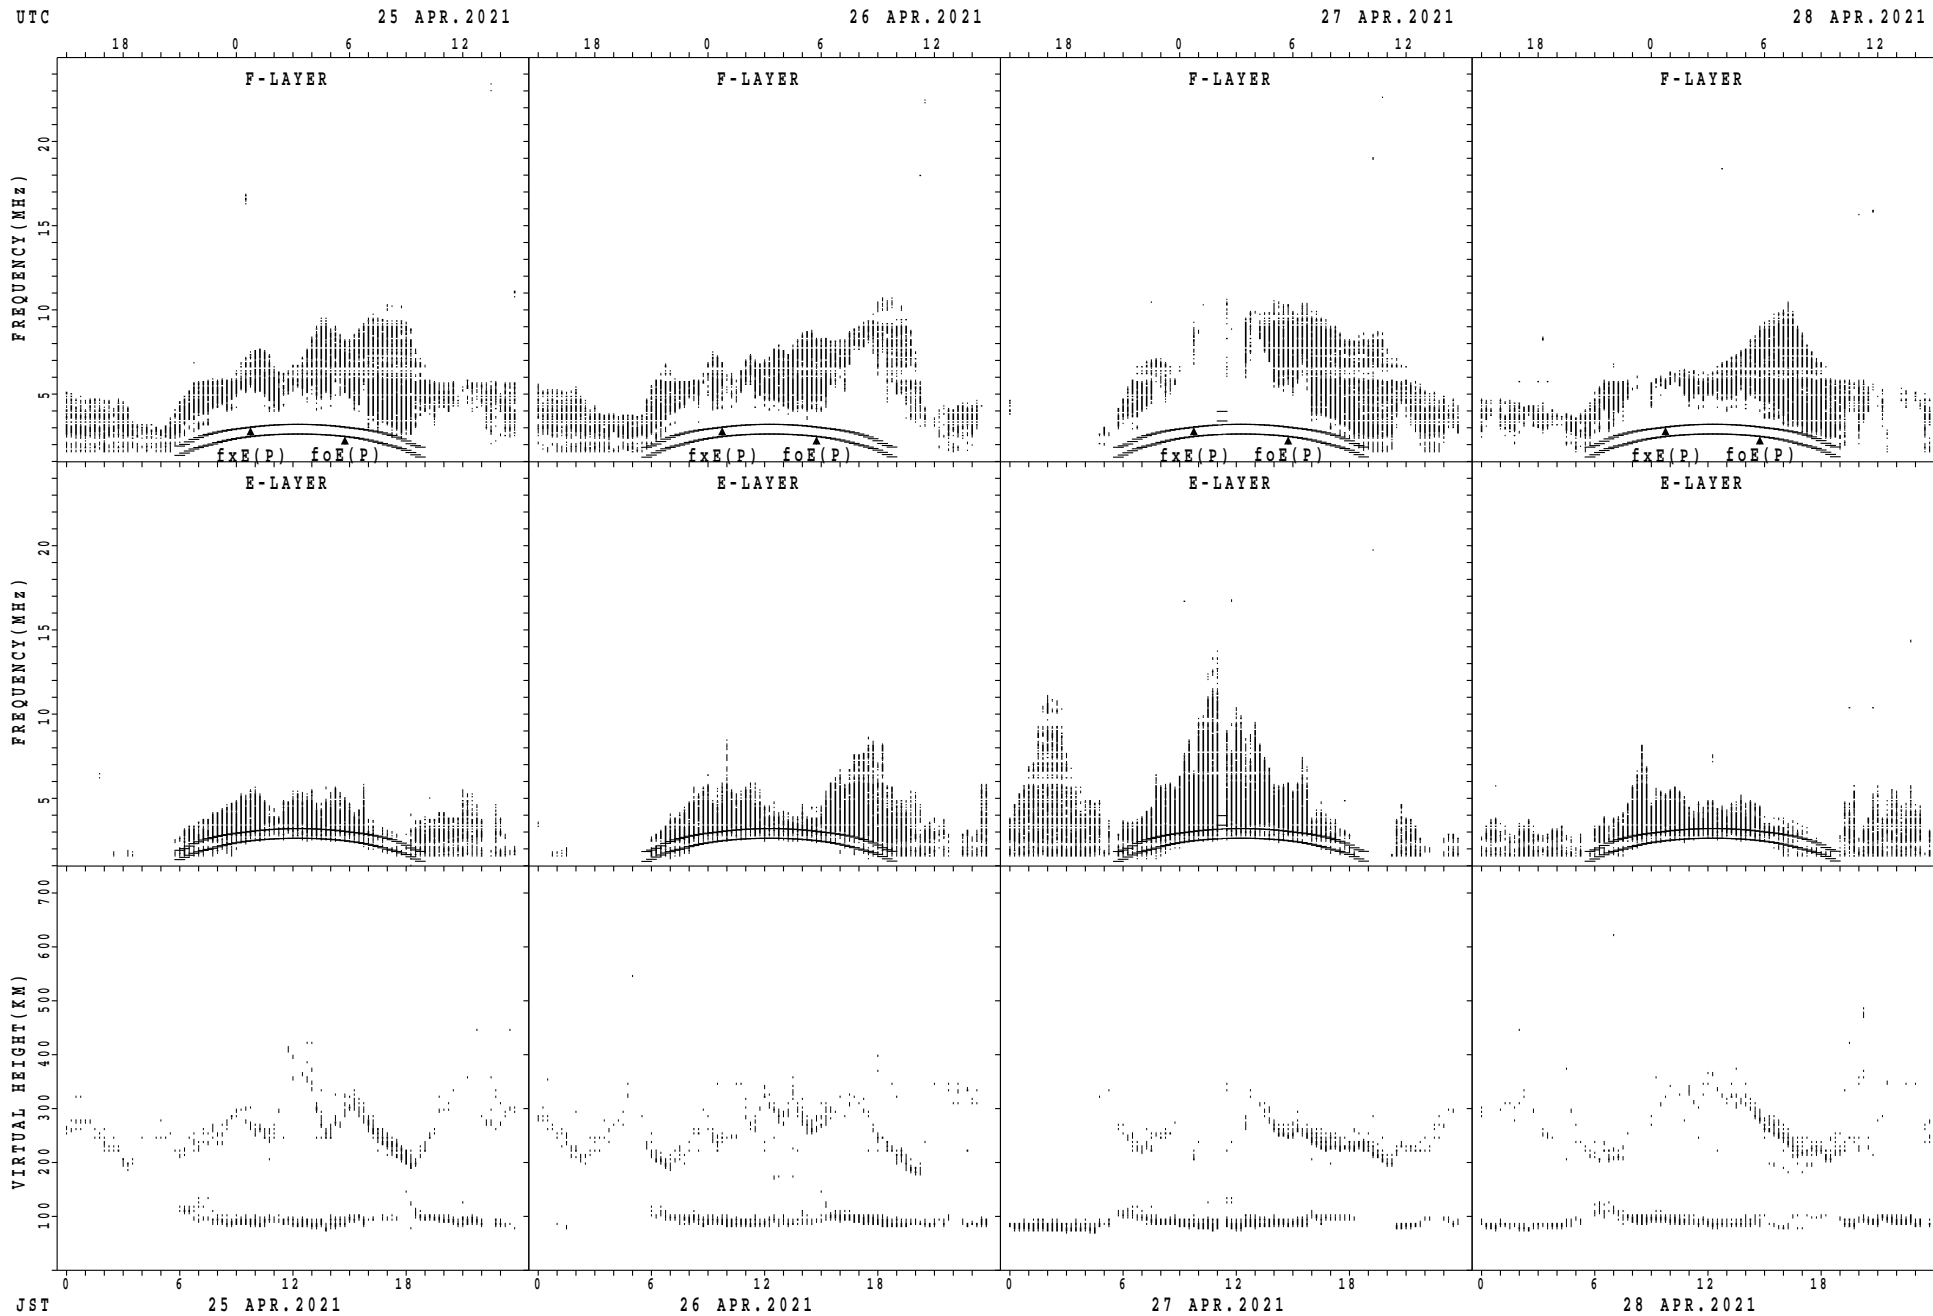 UTC 25 APR.2021 26 APR.2021 27 APR.2021 28 APR.2021
18 0 6 12 18 0 6 12 18 0 6 12 18 0 6 12
F-LAYER F-LAYER F-LAYER F-LAYER
FREQUENCY(MHz)
20
15
10
5
fxE(P) foE(P) fxE(P) foE(P) fxE(P) foE(P) fxE(P) foE(P)
E-LAYER E-LAYER E-LAYER E-LAYER
FREQUENCY(MHz)
20
15
10
5
VIRTUAL HEIGHT(KM)
700
600
500
400
300
200
100
0 6 12 18 0 6 12 18 0 6 12 18 0 6 12 18
JST 25 APR.2021 26 APR.2021 27 APR.2021 28 APR.2021